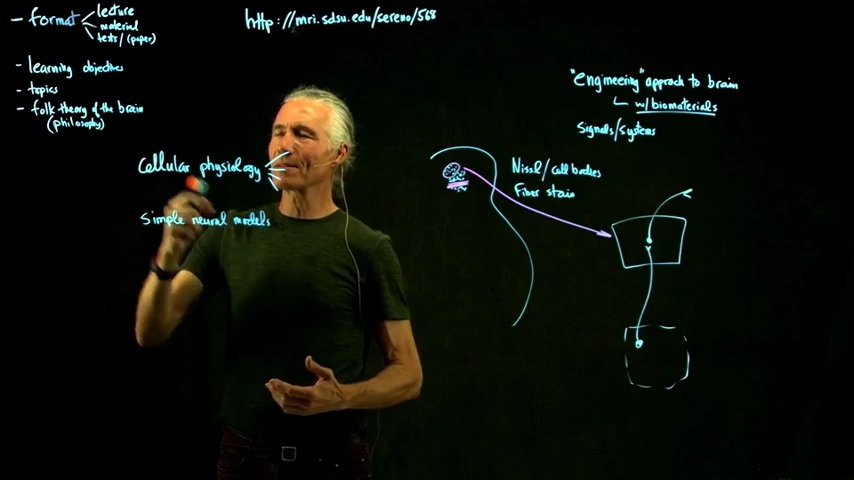 - format
lecture
material
tests/(paper)
http://mri.sdsu.edu/sereno/568
- learning objectives
- topics
- folk theory of the brain
(philosophy)
"engineering" approach to brain
w/biomaterials
Signals/systems
Cellular physiology
Simple neural models
Nissl/cell bodies
Fiber stain